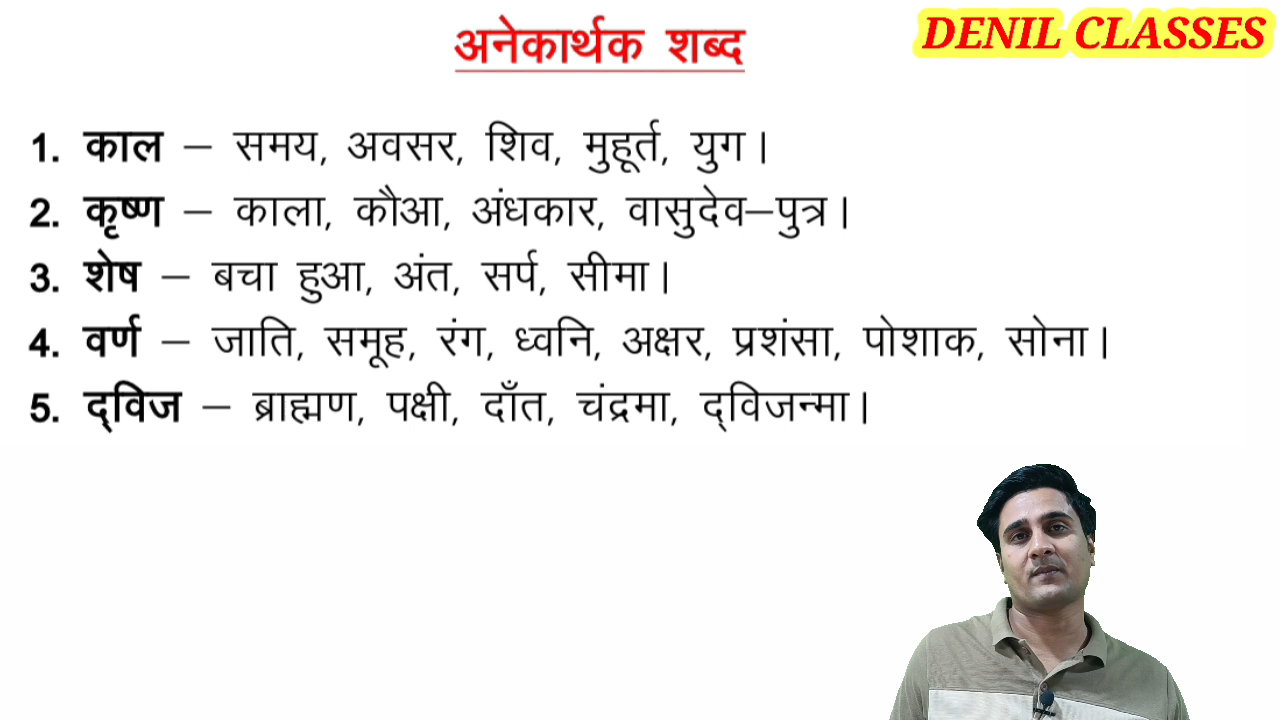 अनेकार्थक शब्द
DENIL CLASSES
1. काल – समय, अवसर, शिव, मुहूर्त, युग।
2. कृष्ण – काला, कौआ, अंधकार, वासुदेव–पुत्र।
3. शेष – बचा हुआ, अंत, सर्प, सीमा।
4. वर्ण – जाति, समूह, रंग, ध्वनि, अक्षर, प्रशंसा, पोशाक, सोना।
5. द्‌विज – ब्राह्मण, पक्षी, दाँत, चंद्रमा, द्‌विजन्मा।